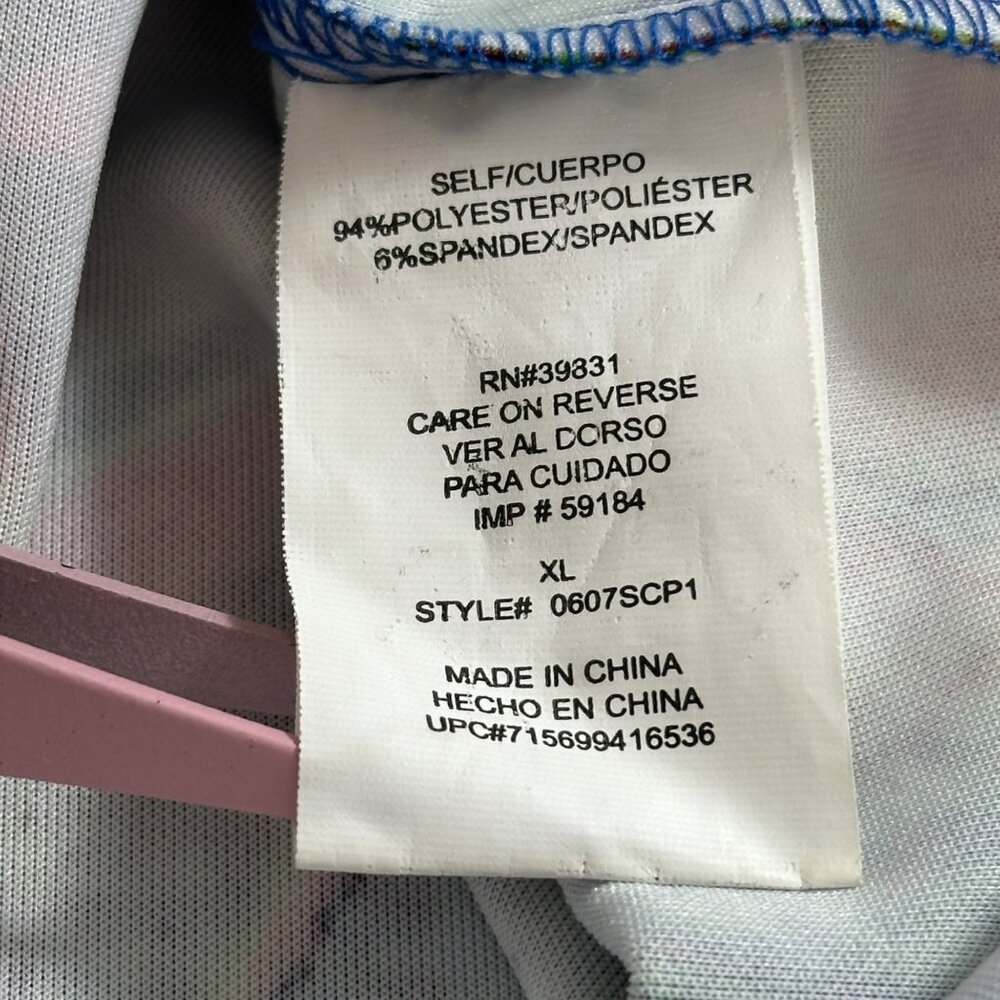 SELF/CUERPO
94%POLYESTER/POLIÉSTER
6%SPANDEX/SPANDEX
RN#39831
CARE ON REVERSE
VER AL DORSO
PARA CUIDADO
IMP # 59184
XL
STYLE# 0607SCP1
MADE IN CHINA
HECHO EN CHINA
UPC#715699416536